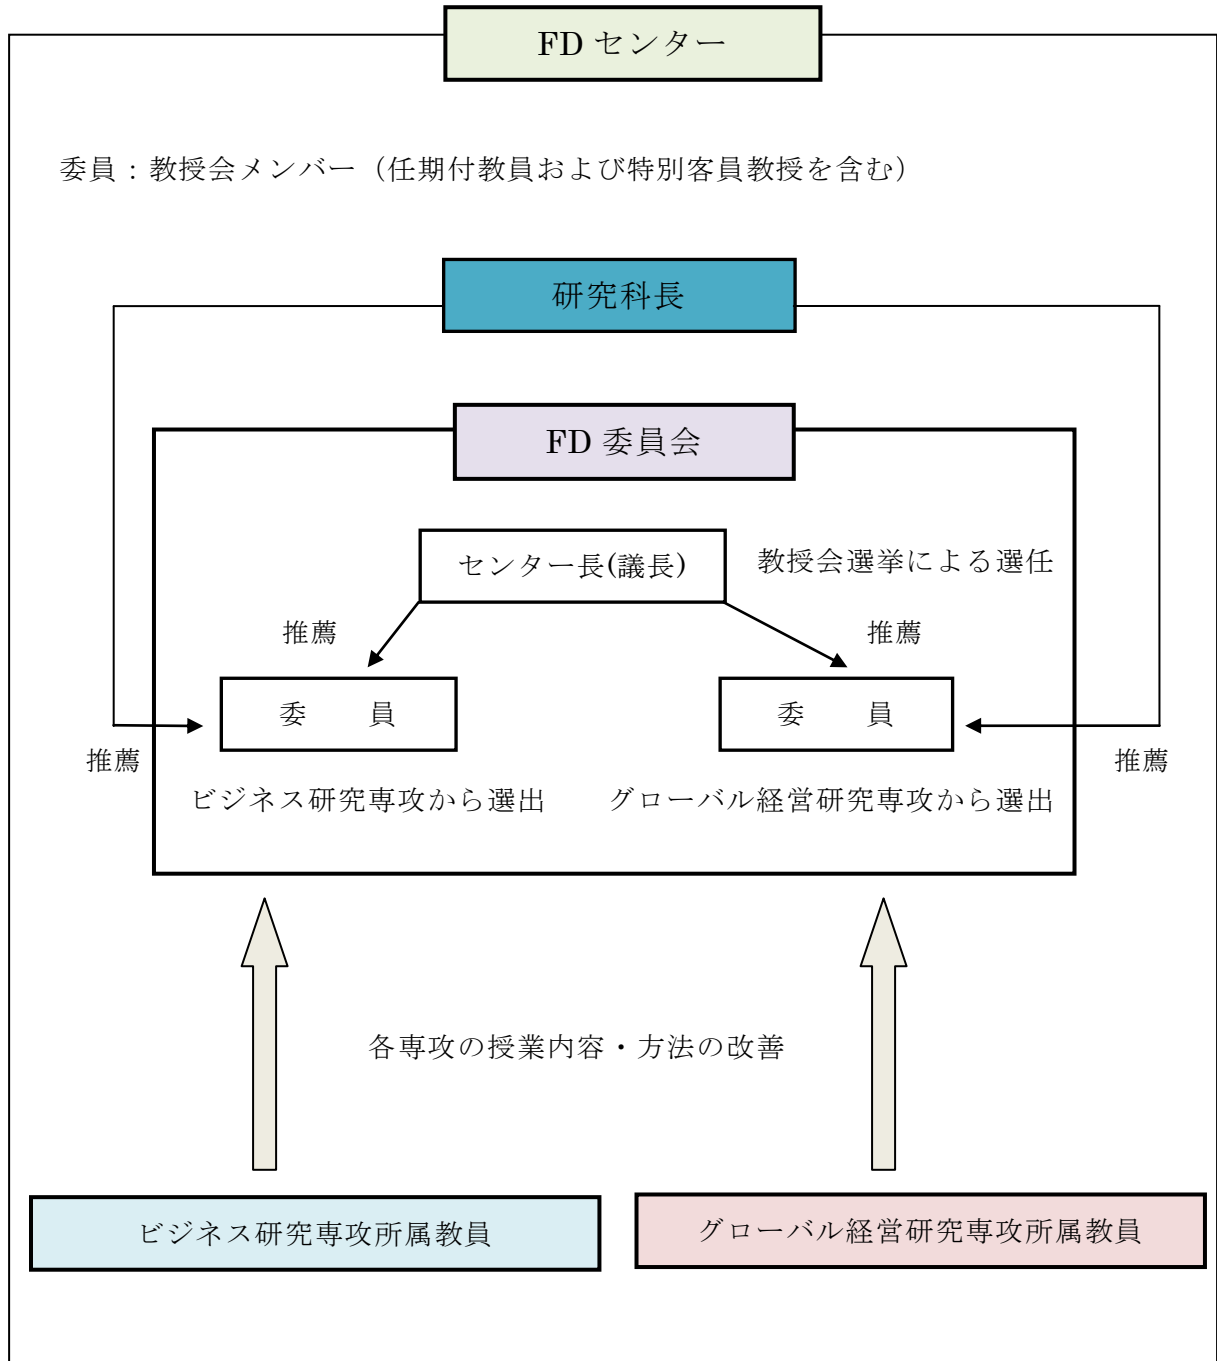 FD センター
委員：教授会メンバー（任期付教員および特別客員教授を含む）
研究科長
FD 委員会
センター長(議長)
教授会選挙による選任
推薦
推薦
委　　員
委　　員
推薦
推薦
ビジネス研究専攻から選出
グローバル経営研究専攻から選出
各専攻の授業内容・方法の改善
ビジネス研究専攻所属教員
グローバル経営研究専攻所属教員